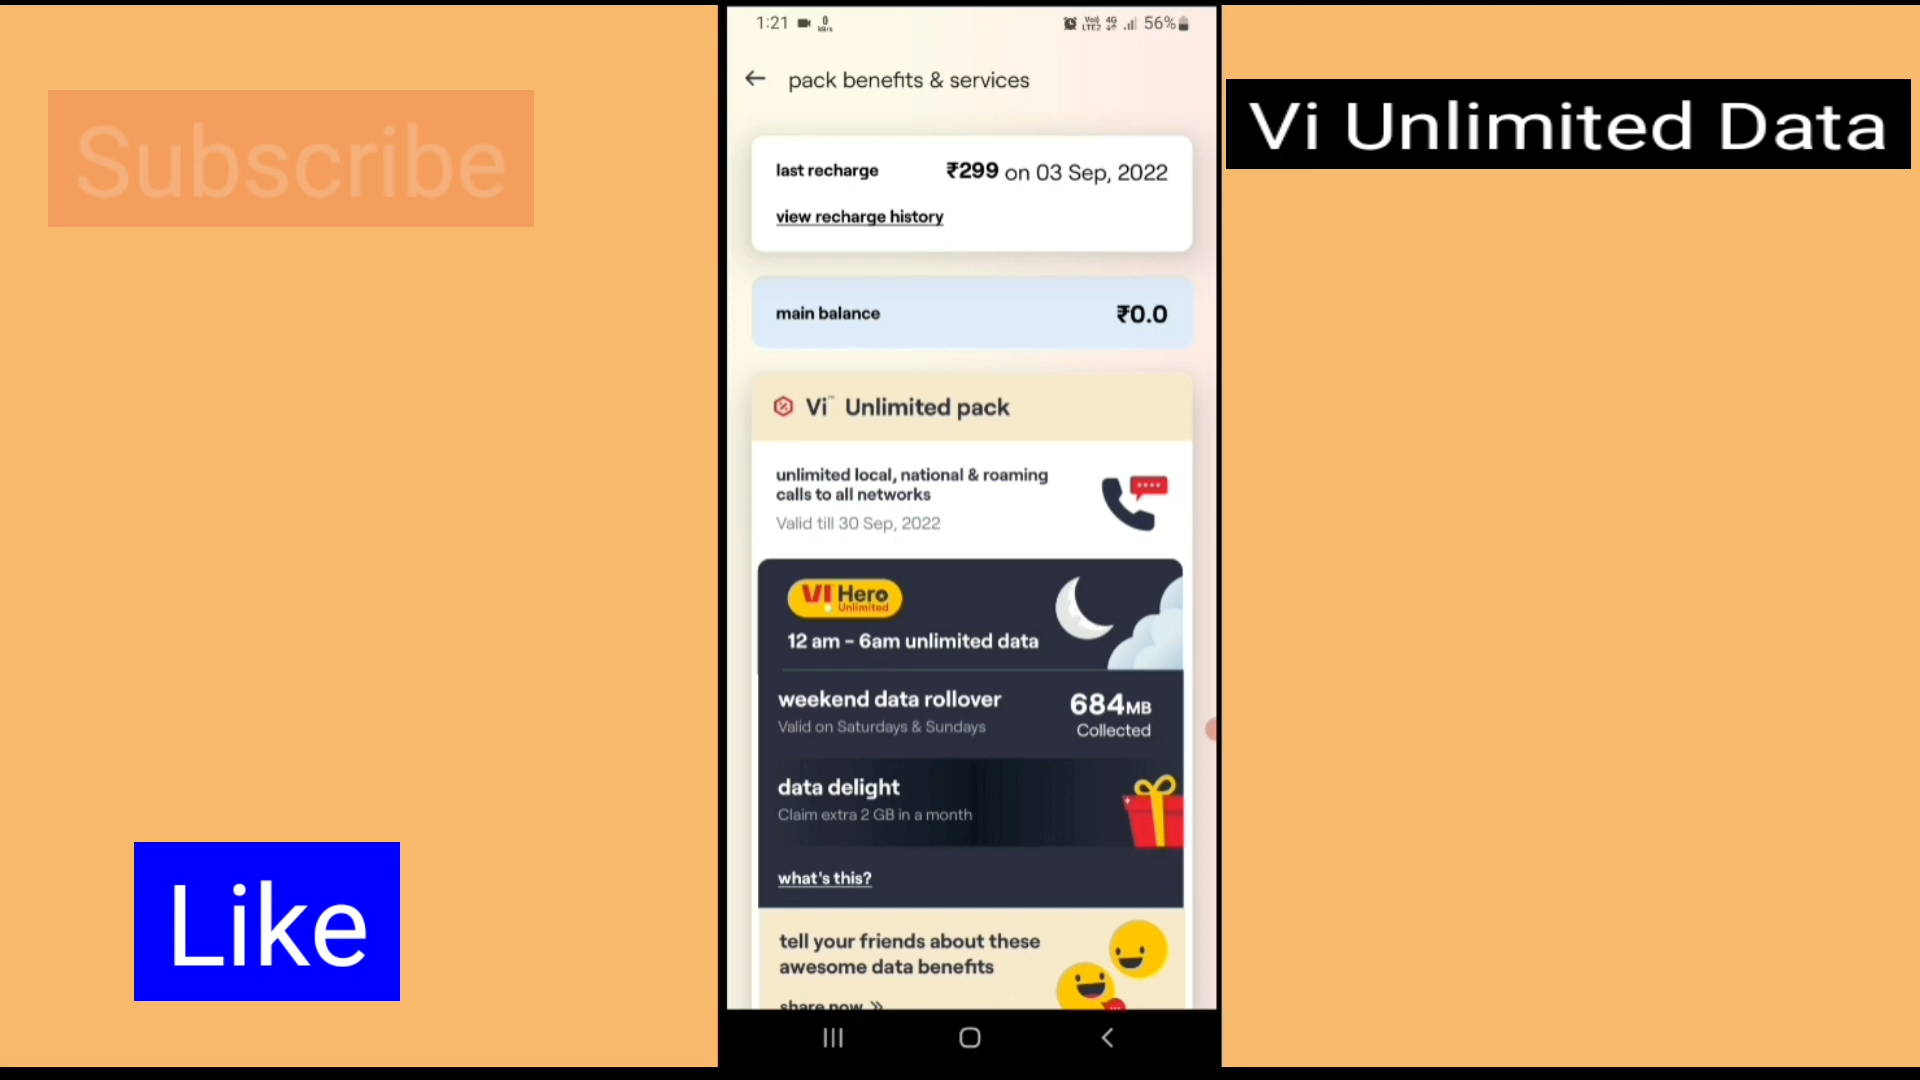 1:21
56%
pack benefits & services
Subscribe
Vi Unlimited Data
last recharge ₹299 on 03 Sep, 2022
view recharge history
main balance ₹0.0
Vi™ Unlimited pack
unlimited local, national & roaming
calls to all networks
Valid till 30 Sep, 2022
VI Hero
Unlimited
12 am - 6am unlimited data
weekend data rollover 684MB
Valid on Saturdays & Sundays Collected
data delight
Claim extra 2 GB in a month
what's this?
Like
tell your friends about these
awesome data benefits
share now >>